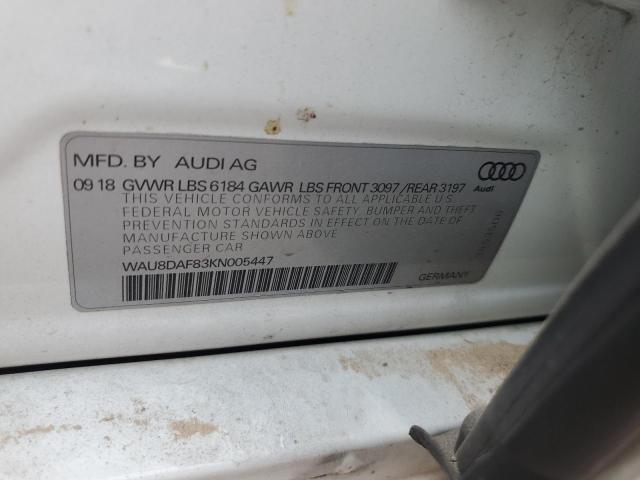 MFD. BY AUDI AG
09 18 GVWR LBS 6184 GAWR LBS FRONT 3097 / REAR 3197
Audi
THIS VEHICLE CONFORMS TO ALL APPLICABLE U.S.
FEDERAL MOTOR VEHICLE SAFETY, BUMPER AND THEFT
PREVENTION STANDARDS IN EFFECT ON THE DATE OF
MANUFACTURE SHOWN ABOVE
PASSENGER CAR
WAU8DAF83KN005447
GERMANY